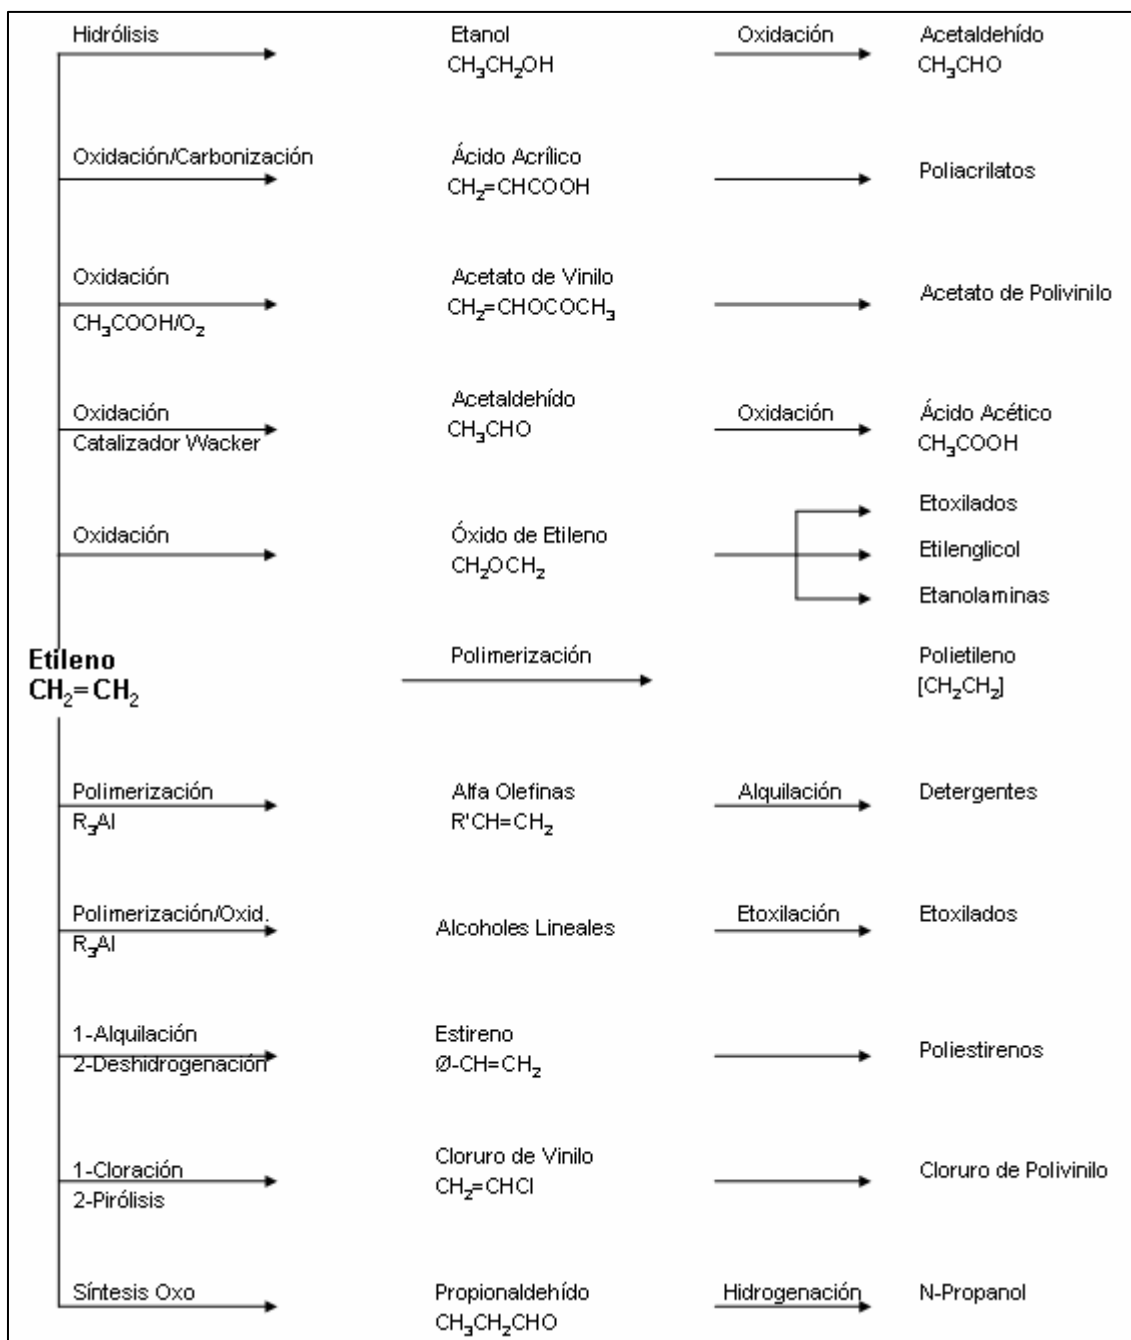 Hidrólisis
Etanol
Oxidación
Acetaldehído
CH₃CH₂OH
CH₃CHO
Oxidación/Carbonización
Ácido Acrílico
CH₂=CHCOOH
Poliacrilatos
Oxidación
CH₃COOH/O₂
Acetato de Vinilo
CH₂=CHOCOCH₃
Acetato de Polivinilo
Oxidación
Catalizador Wacker
Acetaldehído
CH₃CHO
Oxidación
Ácido Acético
CH₃COOH
Oxidación
Óxido de Etileno
CH₂OCH₂
Etoxilados
Etilenglicol
Etanolaminas
Etileno
CH₂=CH₂
Polimerización
Polietileno
[CH₂CH₂]
Polimerización
R₃Al
Alfa Olefinas
R'CH=CH₂
Alquilación
Detergentes
Polimerización/Oxid.
R₃Al
Alcoholes Lineales
Etoxilación
Etoxilados
1-Alquilación
2-Deshidrogenación
Estireno
Ø-CH=CH₂
Poliestirenos
1-Cloración
2-Pirólisis
Cloruro de Vinilo
CH₂=CHCl
Cloruro de Polivinilo
Síntesis Oxo
Propionaldehído
CH₃CH₂CHO
Hidrogenación
N-Propanol